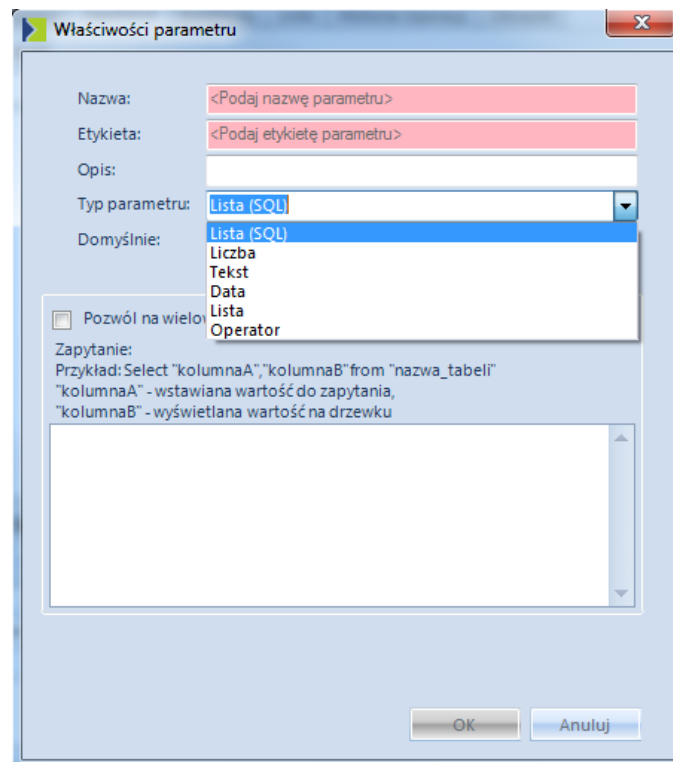 Właściwości parametru
Nazwa: <Podaj nazwę parametru>
Etykieta: <Podaj etykietę parametru>
Opis:
Typ parametru: Lista (SQL)
Domyślnie: Lista (SQL)
Liczba
Tekst
Data
Lista
Operator
Pozwól na
Zapytanie:
Przykład: Select "kolumnaA","kolumnaB"from "nazwa_tabeli"
"kolumnaA" - wstawiana wartość do zapytania,
"kolumnaB" - wyświetlana wartość na drzewku
OK Anuluj